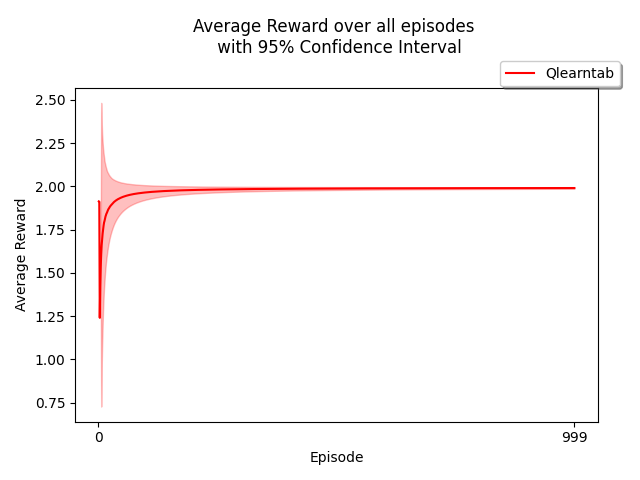 Average Reward over all episodes
with 95% Confidence Interval
Qlearntab
2.50
2.25
2.00
1.75
1.50
1.25
1.00
0.75
Average Reward
0
999
Episode